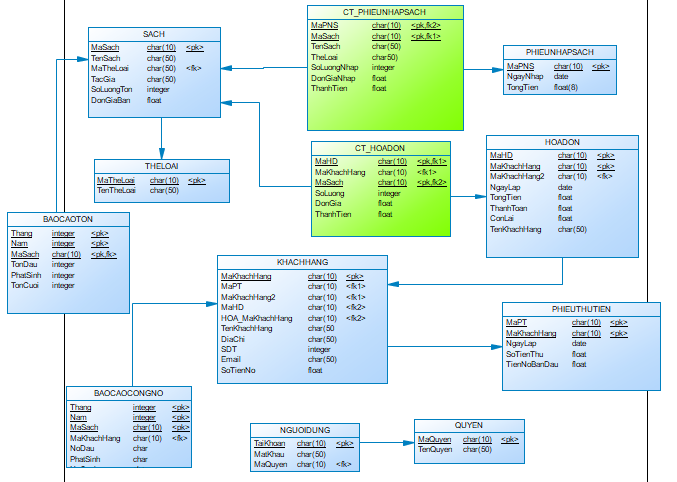 SACH
MaSach char(10) <pk>
TenSach char(50)
MaTheLoai char(50) <fk>
TacGia char(50)
SoLuongTon integer
DonGiaBan float
CT_PHIEUNHAPSACH
MaPNS char(10) <pk,fk2>
MaSach char(10) <pk,fk1>
TenSach char(50)
TheLoai char50)
SoLuongNhap integer
DonGiaNhap float
ThanhTien float
PHIEUNHAPSACH
MaPNS char(10) <pk>
NgayNhap date
TongTien float(8)
THELOAI
MaTheLoai char(10) <pk>
TenTheLoai char(50)
CT_HOADON
MaHD char(10) <pk,fk1>
MaKhachHang char(10) <fk1>
MaSach char(10) <pk,fk2>
SoLuong integer
DonGia float
ThanhTien float
HOADON
MaHD char(10) <pk>
MaKhachHang char(10) <pk>
MaKhachHang2 char(10) <fk>
NgayLap date
TongTien float
ThanhToan float
ConLai float
TenKhachHang char(50)
BAOCAOTON
Thang integer <pk>
Nam integer <pk>
MaSach char(10) <pk,fk>
TonDau integer
PhatSinh integer
TonCuoi integer
KHACHHANG
MaKhachHang char(10) <pk>
MaPT char(10) <fk1>
MaKhachHang2 char(10) <fk1>
MaHD char(10) <fk2>
HOA_MaKhachHang char(10) <fk2>
TenKhachHang char(50
DiaChi char(50)
SDT integer
Email char(50)
SoTienNo float
PHIEUTHUTIEN
MaPT char(10) <pk>
MaKhachHang char(10) <pk>
NgayLap date
SoTienThu float
TienNoBanDau float
BAOCAOCONGNO
Thang integer <pk>
Nam integer <pk>
MaSach char(10) <pk>
MaKhachHang char(10) <fk>
NoDau char
PhatSinh char
NGUOIDUNG
TaiKhoan char(10) <pk>
MatKhau char(50)
MaQuyen char(10) <fk>
QUYEN
MaQuyen char(10) <pk>
TenQuyen char(50)